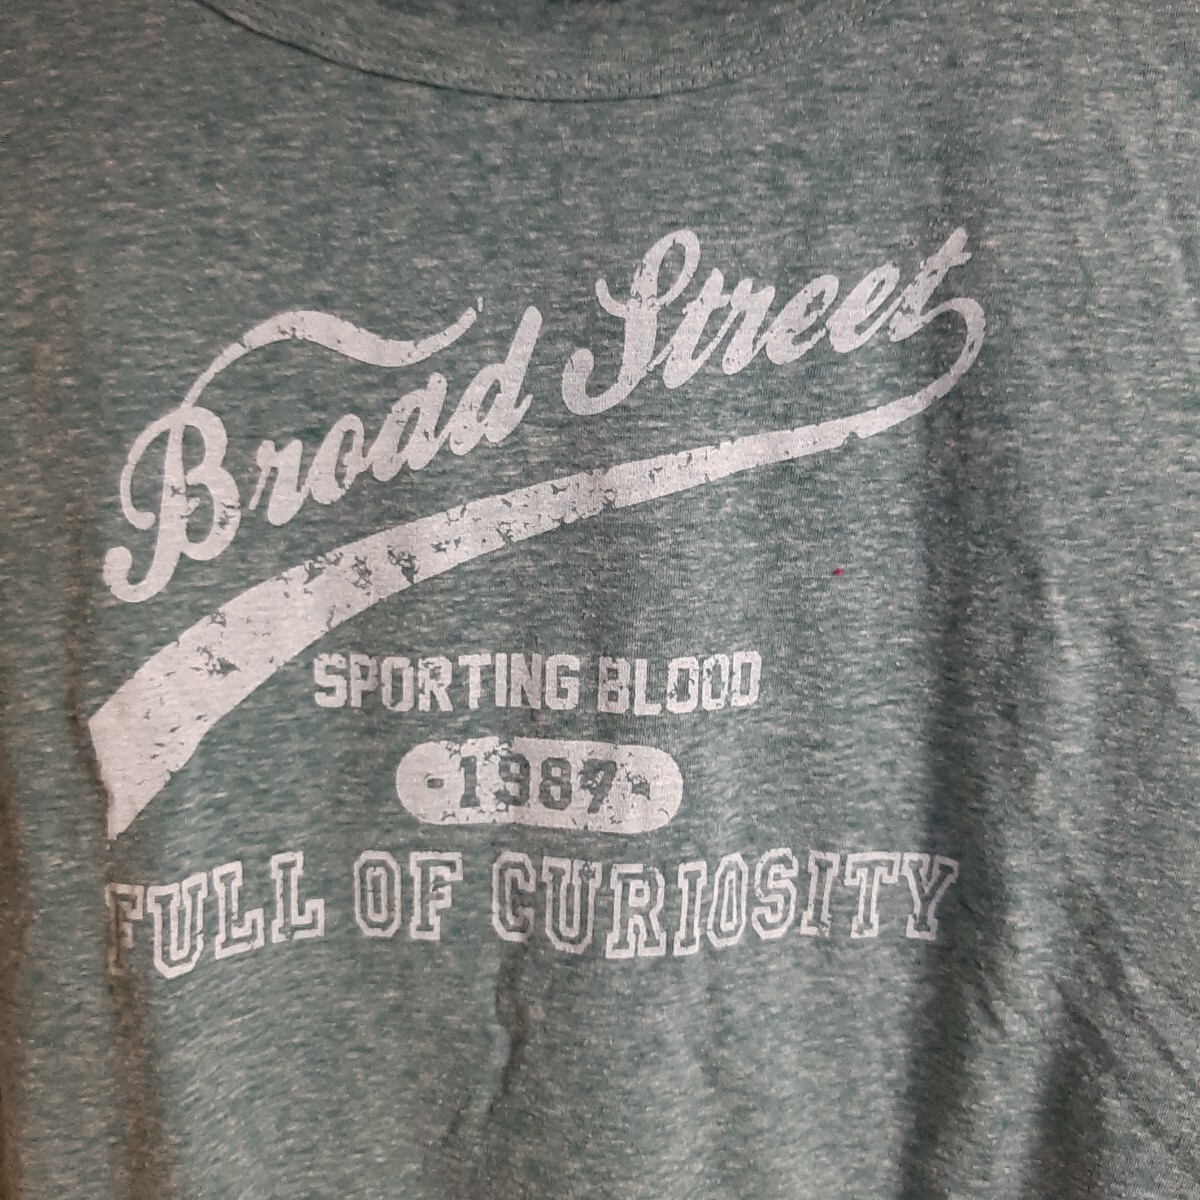 Broad Street
SPORTING BLOOD
-1987-
FULL OF CURIOSITY